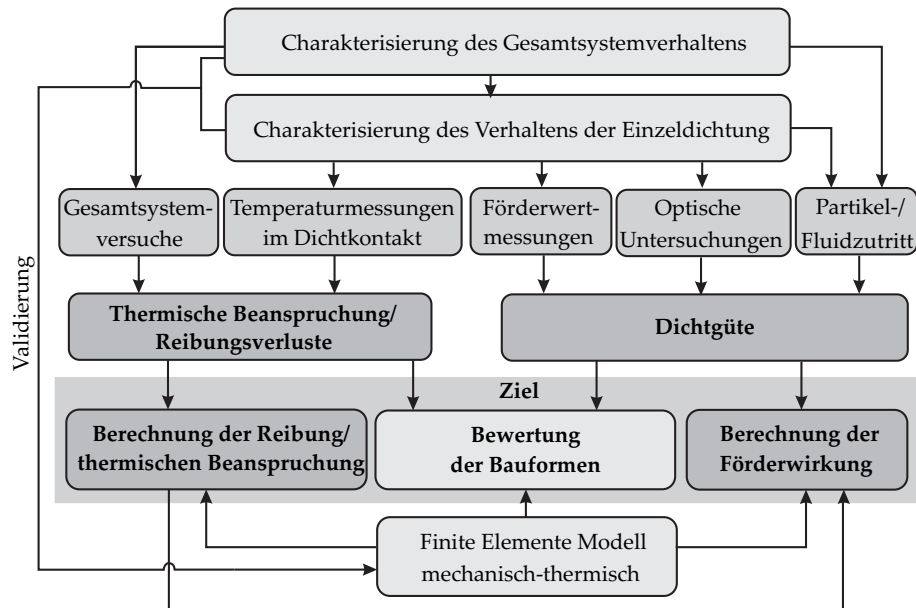 Charakterisierung des Gesamtsystemverhaltens
Charakterisierung des Verhaltens der Einzeldichtung
Gesamtsystem-
versuche
Temperaturmessungen
im Dichtkontakt
Förderwert-
messungen
Optische
Untersuchungen
Partikel-/
Fluidzutritt
Validierung
Thermische Beanspruchung/
Reibungsverluste
Dichtgüte
Ziel
Berechnung der Reibung/
thermischen Beanspruchung
Bewertung
der Bauformen
Berechnung der
Förderwirkung
Finite Elemente Modell
mechanisch-thermisch